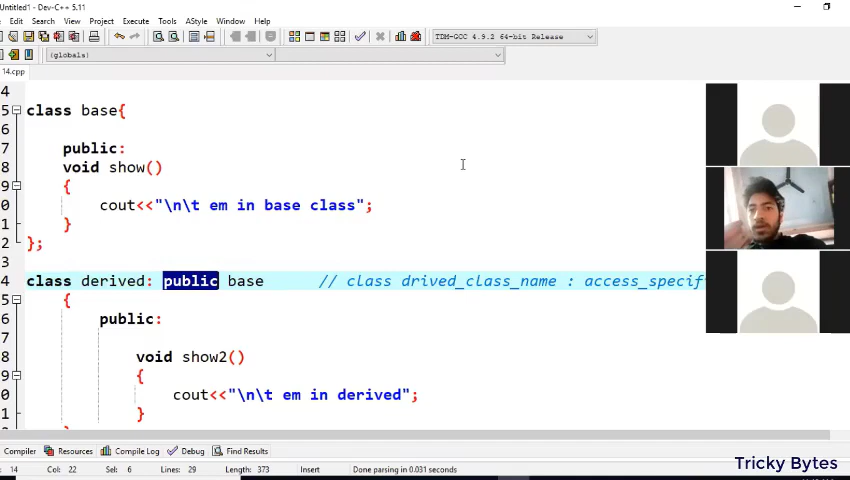 Untitled1 - Dev-C++ 5.11
Edit Search View Project Execute Tools AStyle Window Help
TDM-GCC 4.9.2 64-bit Release
(globals)
14.cpp
4
5 class base{
6
7 public:
8 void show()
9 {
0 cout<<"\n\t em in base class";
1 }
2 };
3
4 class derived: public base // class drived_class_name : access_specif
5 {
6 public:
7
8 void show2()
9 {
0 cout<<"\n\t em in derived";
1 }
Compiler Resources Compile Log Debug Find Results
14 Col: 22 Sel: 6 Lines: 29 Length: 373 Insert Done parsing in 0.031 seconds
Tricky Bytes